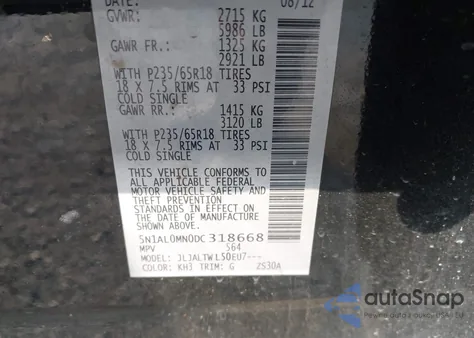 DATE: 08/12
GVWR: 2715 KG
5986 LB
GAWR FR.: 1325 KG
2921 LB
WITH P235/65R18 TIRES
18 X 7.5 RIMS AT 33 PSI
COLD SINGLE
GAWR RR.: 1415 KG
3120 LB
WITH P235/65R18 TIRES
18 X 7.5 RIMS AT 33 PSI
COLD SINGLE
THIS VEHICLE CONFORMS TO
ALL APPLICABLE FEDERAL
MOTOR VEHICLE SAFETY AND
THEFT PREVENTION
STANDARDS IN EFFECT ON
THE DATE OF MANUFACTURE
SHOWN ABOVE.
5N1AL0MN0DC318668
MPV S64
MODEL: JLJALTWL50EU7---
COLOR: KH3 TRIM: G 2S30A
autoSnap